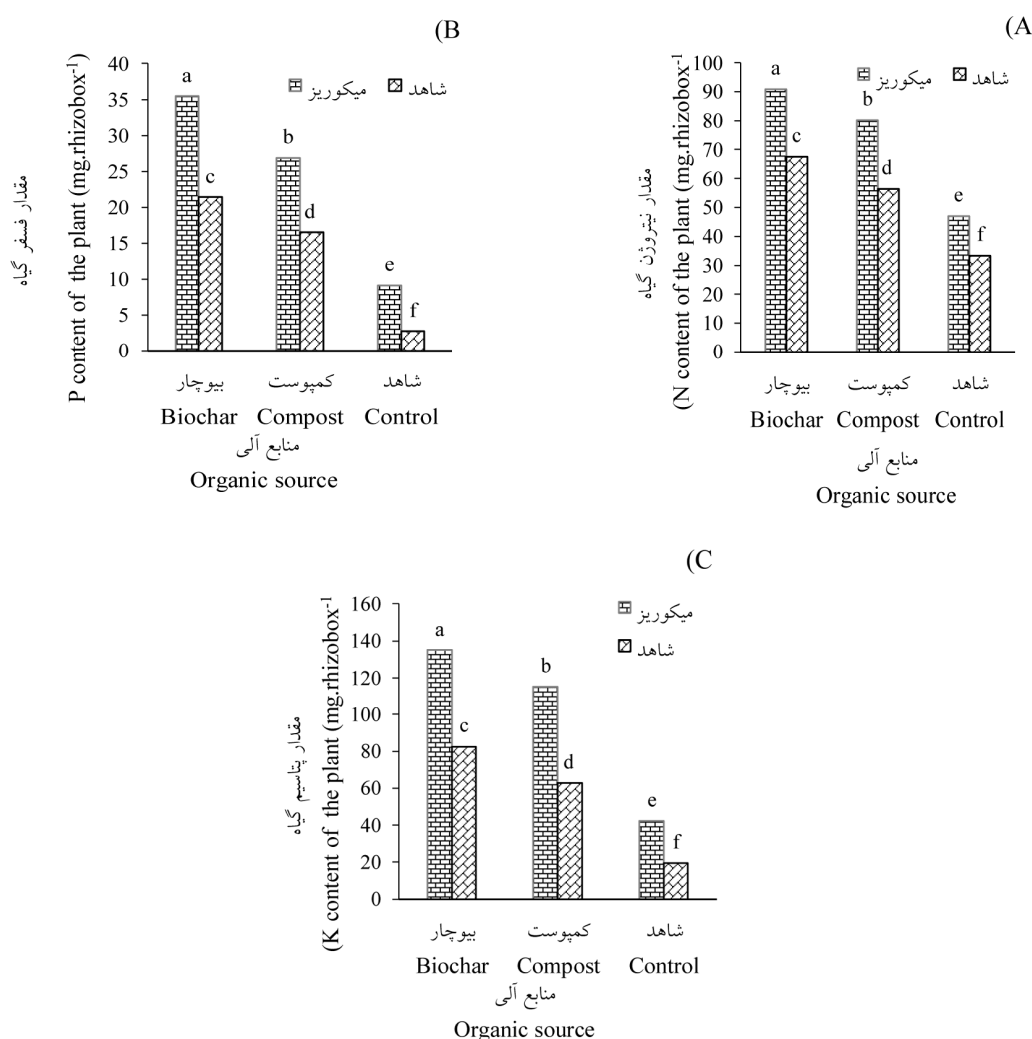 (B)
P content of the plant (mg.rhizobox-1)
مقدار فسفر گیاه
40
35
30
25
20
15
10
5
0
میکوریز
شاهد
a
c
b
d
e
f
بیوچار
کمپوست
شاهد
Biochar Compost Control
منابع آلی
Organic source
(A
(N content of the plant (mg.rhizobox-1
مقدار نیتروژن گیاه
100
90
80
70
60
50
40
30
20
10
0
میکوریز
شاهد
a
c
b
d
e
f
بیوچار
کمپوست
شاهد
Biochar Compost Control
منابع آلی
Organic source
(C
(K content of the plant (mg.rhizobox-1
مقدار پتاسیم گیاه
160
140
120
100
80
60
40
20
0
میکوریز
شاهد
a
c
b
d
e
f
بیوچار
کمپوست
شاهد
Biochar Compost Control
منابع آلی
Organic source